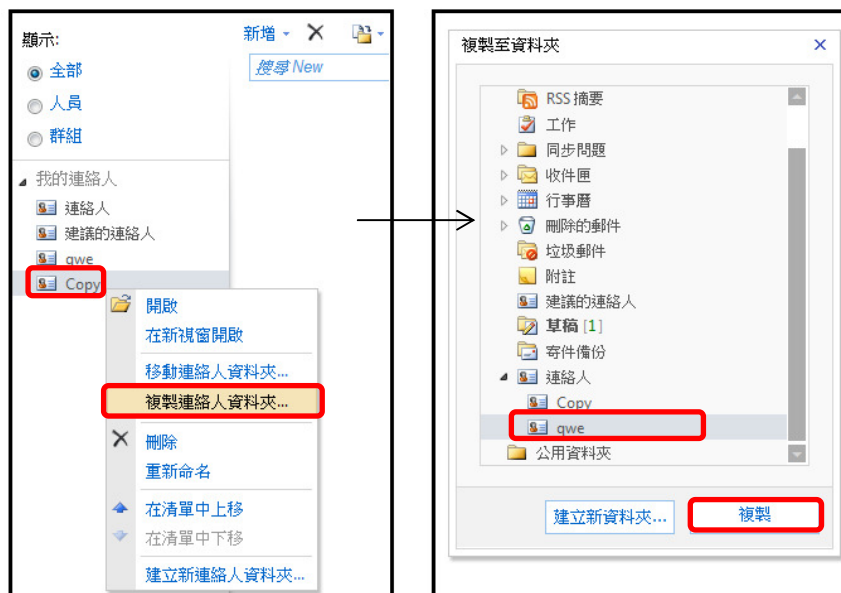 顯示:
全部
人員
群組
我的連絡人
連絡人
建議的連絡人
qwe
Copy
新增
搜尋 New
開啟
在新視窗開啟
移動連絡人資料夾...
複製連絡人資料夾...
刪除
重新命名
在清單中上移
在清單中下移
建立新連絡人資料夾...
複製至資料夾
RSS 摘要
工作
同步問題
收件匣
行事曆
刪除的郵件
垃圾郵件
附註
建議的連絡人
草稿 [1]
寄件備份
連絡人
Copy
qwe
公用資料夾
建立新資料夾...
複製